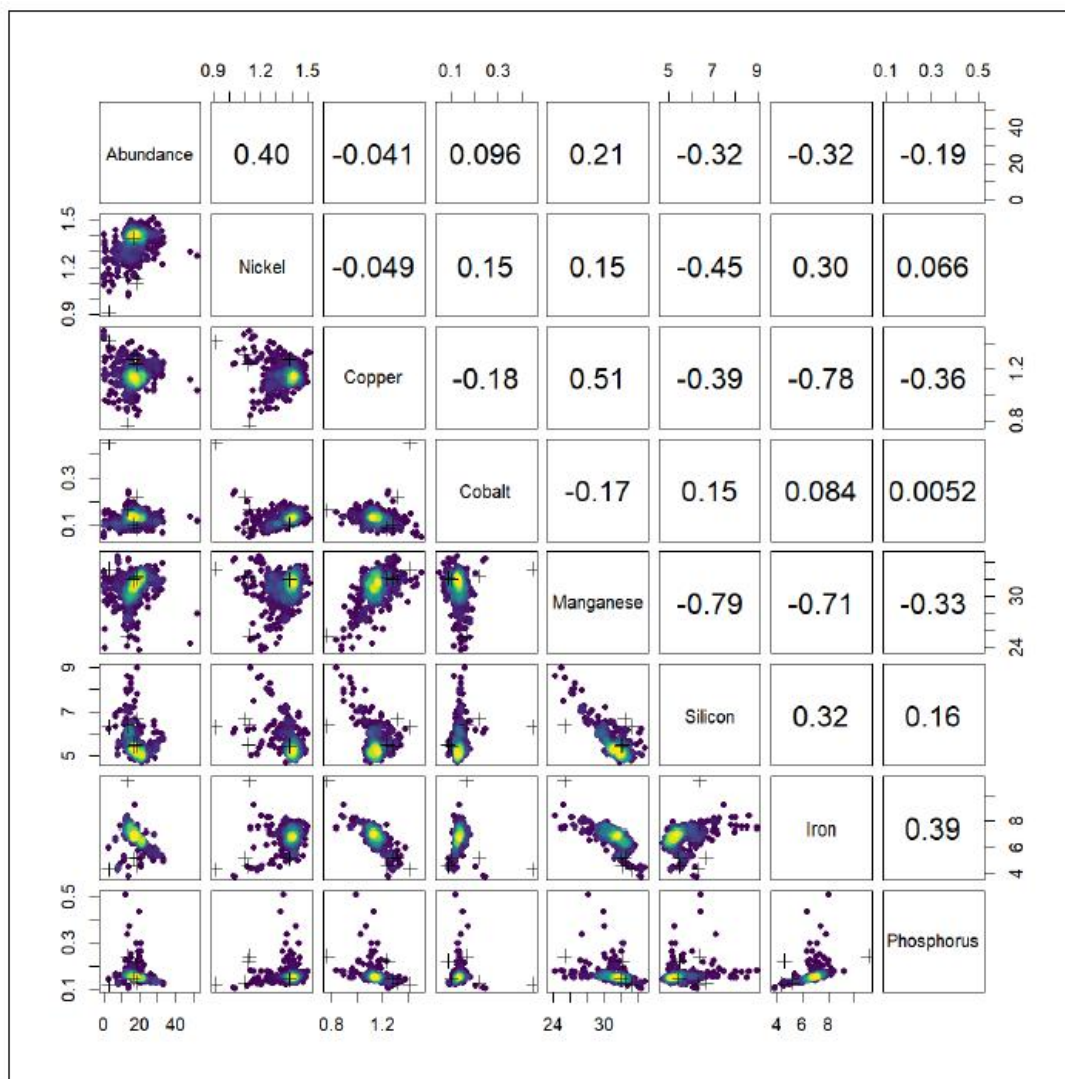 0.9 1.2 1.5 0.1 0.3 5 7 9 0.1 0.3 0.5
Abundance 0.40 -0.041 0.096 0.21 -0.32 -0.32 -0.19 0 20 40
0.9 1.2 1.5 Nickel -0.049 0.15 0.15 -0.45 0.30 0.066
Copper -0.18 0.51 -0.39 -0.78 -0.36 0.8 1.2
0.1 0.3 Cobalt -0.17 0.15 0.084 0.0052
Manganese -0.79 -0.71 -0.33 24 30
5 7 9 Silicon 0.32 0.16
Iron 0.39 4 6 8
0.1 0.3 0.5 Phosphorus
0 20 40 0.8 1.2 24 30 4 6 8